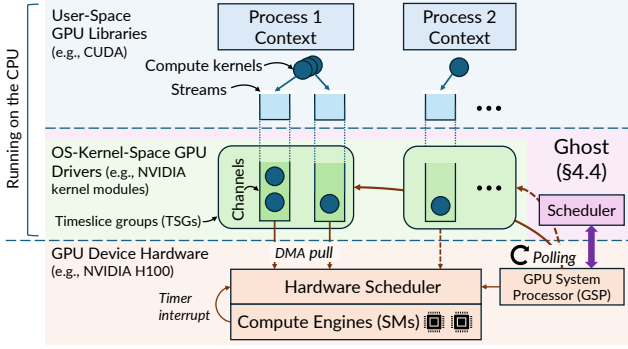 Running on the CPU
User-Space
GPU Libraries
(e.g., CUDA)
Process 1
Context
Process 2
Context
Compute kernels
Streams
•••
OS-Kernel-Space GPU
Drivers (e.g., NVIDIA
kernel modules)
Channels
Timeslice groups (TSGs)
•••
Ghost
(§4.4)
Scheduler
GPU Device Hardware
(e.g., NVIDIA H100)
DMA pull
Polling
Hardware Scheduler
GPU System
Processor (GSP)
Timer
interrupt
Compute Engines (SMs)